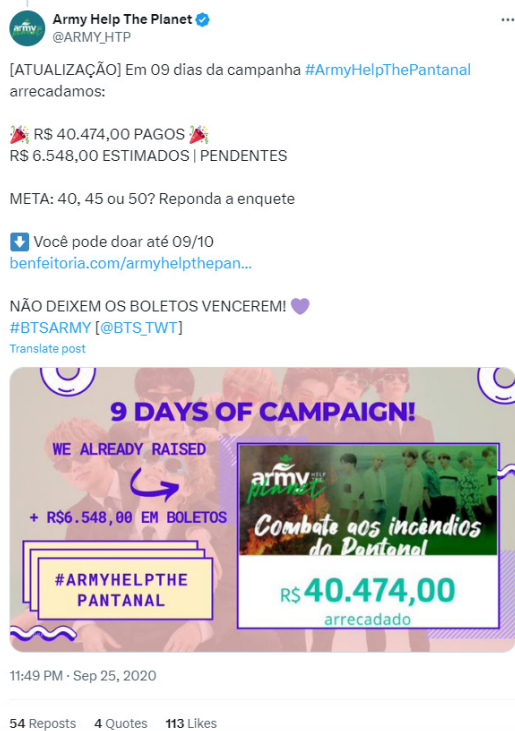 Army Help The Planet
@ARMY_HTP
[ATUALIZAÇÃO] Em 09 dias da campanha #ArmyHelpThePantanal
arrecadamos:
🎉 R$ 40.474,00 PAGOS 🎉
R$ 6.548,00 ESTIMADOS | PENDENTES
META: 40, 45 ou 50? Reponda a enquete
⬇️ Você pode doar até 09/10
benfeitoria.com/armyhelpthepan...
NÃO DEIXEM OS BOLETOS VENCEREM! 💜
#BTSARMY [@BTS_TWT]
Translate post
9 DAYS OF CAMPAIGN!
WE ALREADY RAISED
+ R$6.548,00 EM BOLETOS
#ARMYHELPTHE
PANTANAL
army HELP THE
planet
Combate aos incêndios
do Pantanal
R$ 40.474,00
arrecadado
11:49 PM · Sep 25, 2020
54 Reposts 4 Quotes 113 Likes